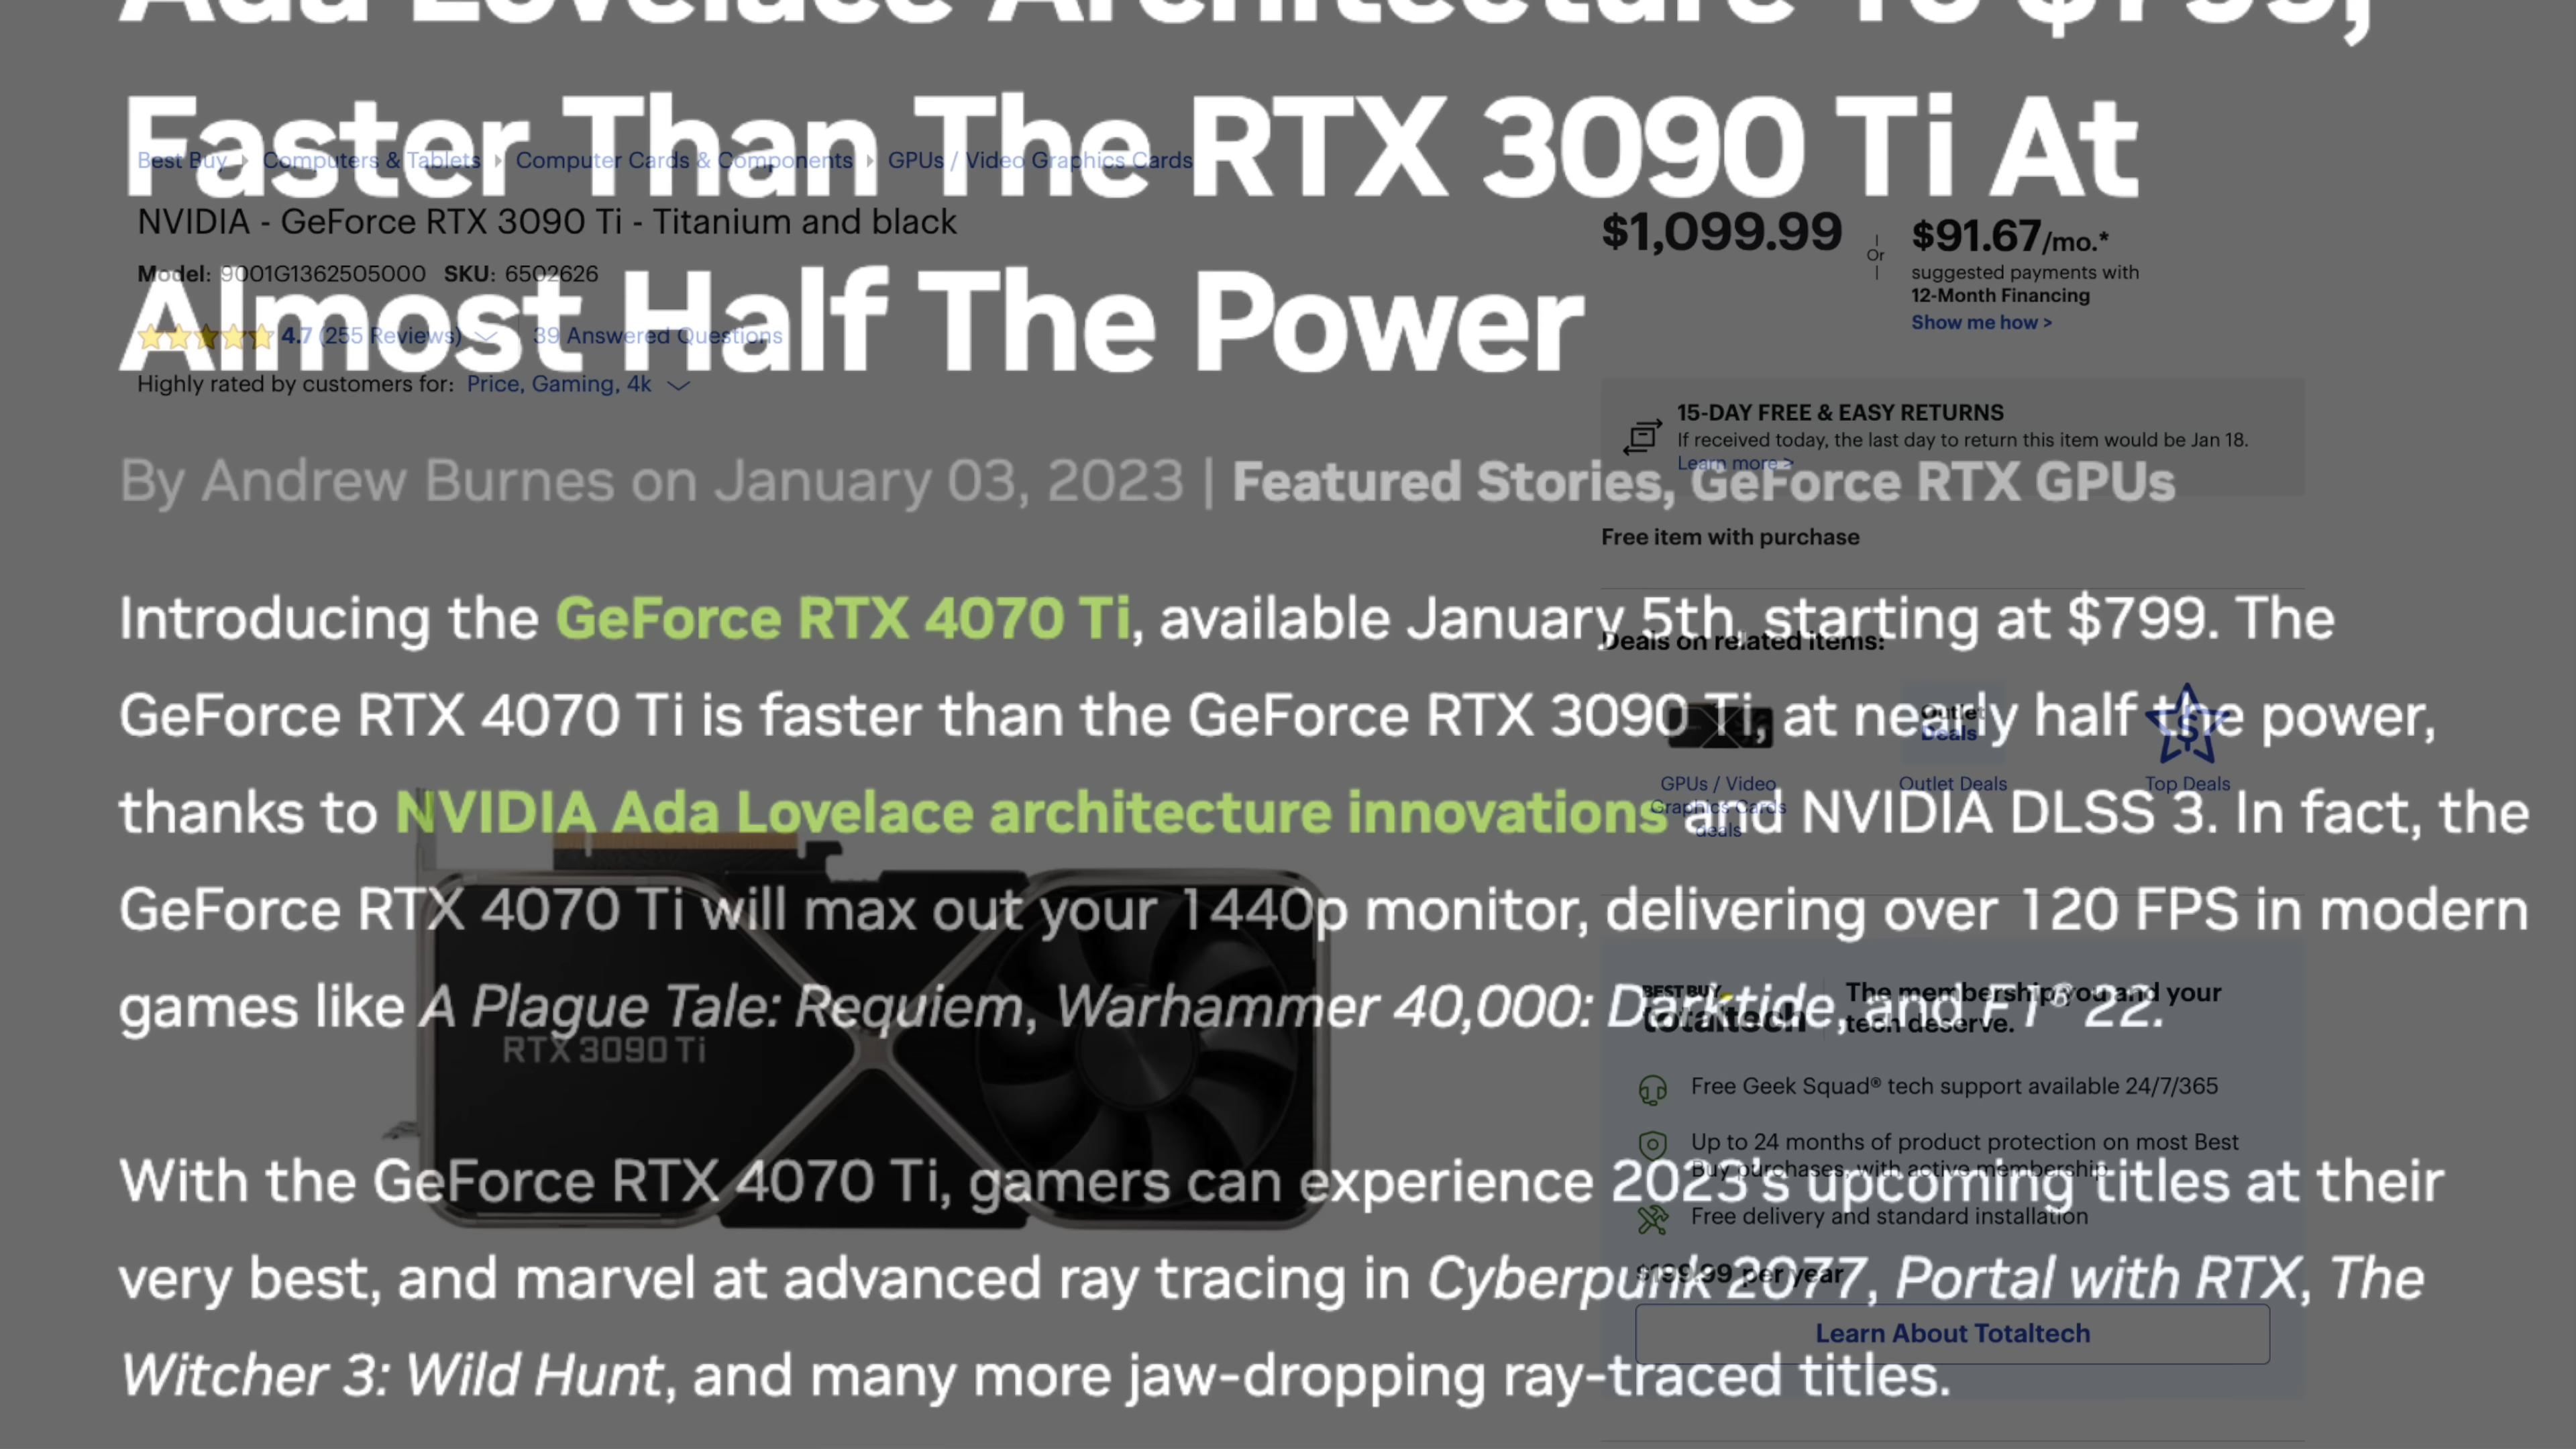 Ada Lovelace Architecture To $799,
Faster Than The RTX 3090 Ti At
Almost Half The Power
By Andrew Burnes on January 03, 2023 | Featured Stories, GeForce RTX GPUs
Introducing the GeForce RTX 4070 Ti, available January 5th, starting at $799. The
GeForce RTX 4070 Ti is faster than the GeForce RTX 3090 Ti, at nearly half the power,
thanks to NVIDIA Ada Lovelace architecture innovations and NVIDIA DLSS 3. In fact, the
GeForce RTX 4070 Ti will max out your 1440p monitor, delivering over 120 FPS in modern
games like A Plague Tale: Requiem, Warhammer 40,000: Darktide, and F1® 22.
With the GeForce RTX 4070 Ti, gamers can experience 2023's upcoming titles at their
very best, and marvel at advanced ray tracing in Cyberpunk 2077, Portal with RTX, The
Witcher 3: Wild Hunt, and many more jaw-dropping ray-traced titles.
Best Buy › Computers & Tablets › Computer Cards & Components › GPUs / Video Graphics Cards
NVIDIA - GeForce RTX 3090 Ti - Titanium and black
Model: 9001G1362505000 SKU: 6502626
4.7 (255 Reviews) 39 Answered Questions
Highly rated by customers for: Price, Gaming, 4k
RTX 3090 Ti
$1,099.99
Or
$91.67/mo.*
suggested payments with
12-Month Financing
Show me how >
15-DAY FREE & EASY RETURNS
If received today, the last day to return this item would be Jan 18.
Learn more >
Free item with purchase
Deals on related items:
GPUs / Video
Graphics Cards
deals
Outlet
Deals
Outlet Deals
$
Top Deals
BEST BUY
totaltech
The membership you and your
tech deserve.
Free Geek Squad® tech support available 24/7/365
Up to 24 months of product protection on most Best
Buy purchases, with active membership
Free delivery and standard installation
$199.99 per year
Learn About Totaltech